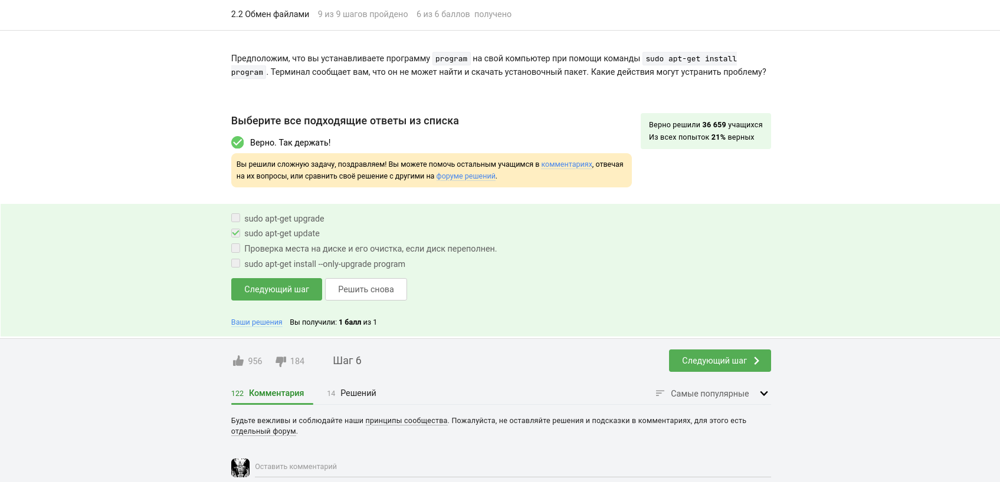 2.2 Обмен файлами 9 из 9 шагов пройдено 6 из 6 баллов получено
Предположим, что вы устанавливаете программу program на свой компьютер при помощи команды sudo apt-get install
program. Терминал сообщает вам, что он не может найти и скачать установочный пакет. Какие действия могут устранить проблему?
Выберите все подходящие ответы из списка
Верно решили 36 659 учащихся
Из всех попыток 21% верных
Верно. Так держать!
Вы решили сложную задачу, поздравляем! Вы можете помочь остальным учащимся в комментариях, отвечая
на их вопросы, или сравнить своё решение с другими на форуме решений.
sudo apt-get upgrade
sudo apt-get update
Проверка места на диске и его очистка, если диск переполнен.
sudo apt-get install --only-upgrade program
Следующий шаг Решить снова
Ваши решения Вы получили: 1 балл из 1
956 184 Шаг 6 Следующий шаг
122 Комментария 14 Решений Самые популярные
Будьте вежливы и соблюдайте наши принципы сообщества. Пожалуйста, не оставляйте решения и подсказки в комментариях, для этого есть
отдельный форум.
Оставить комментарий